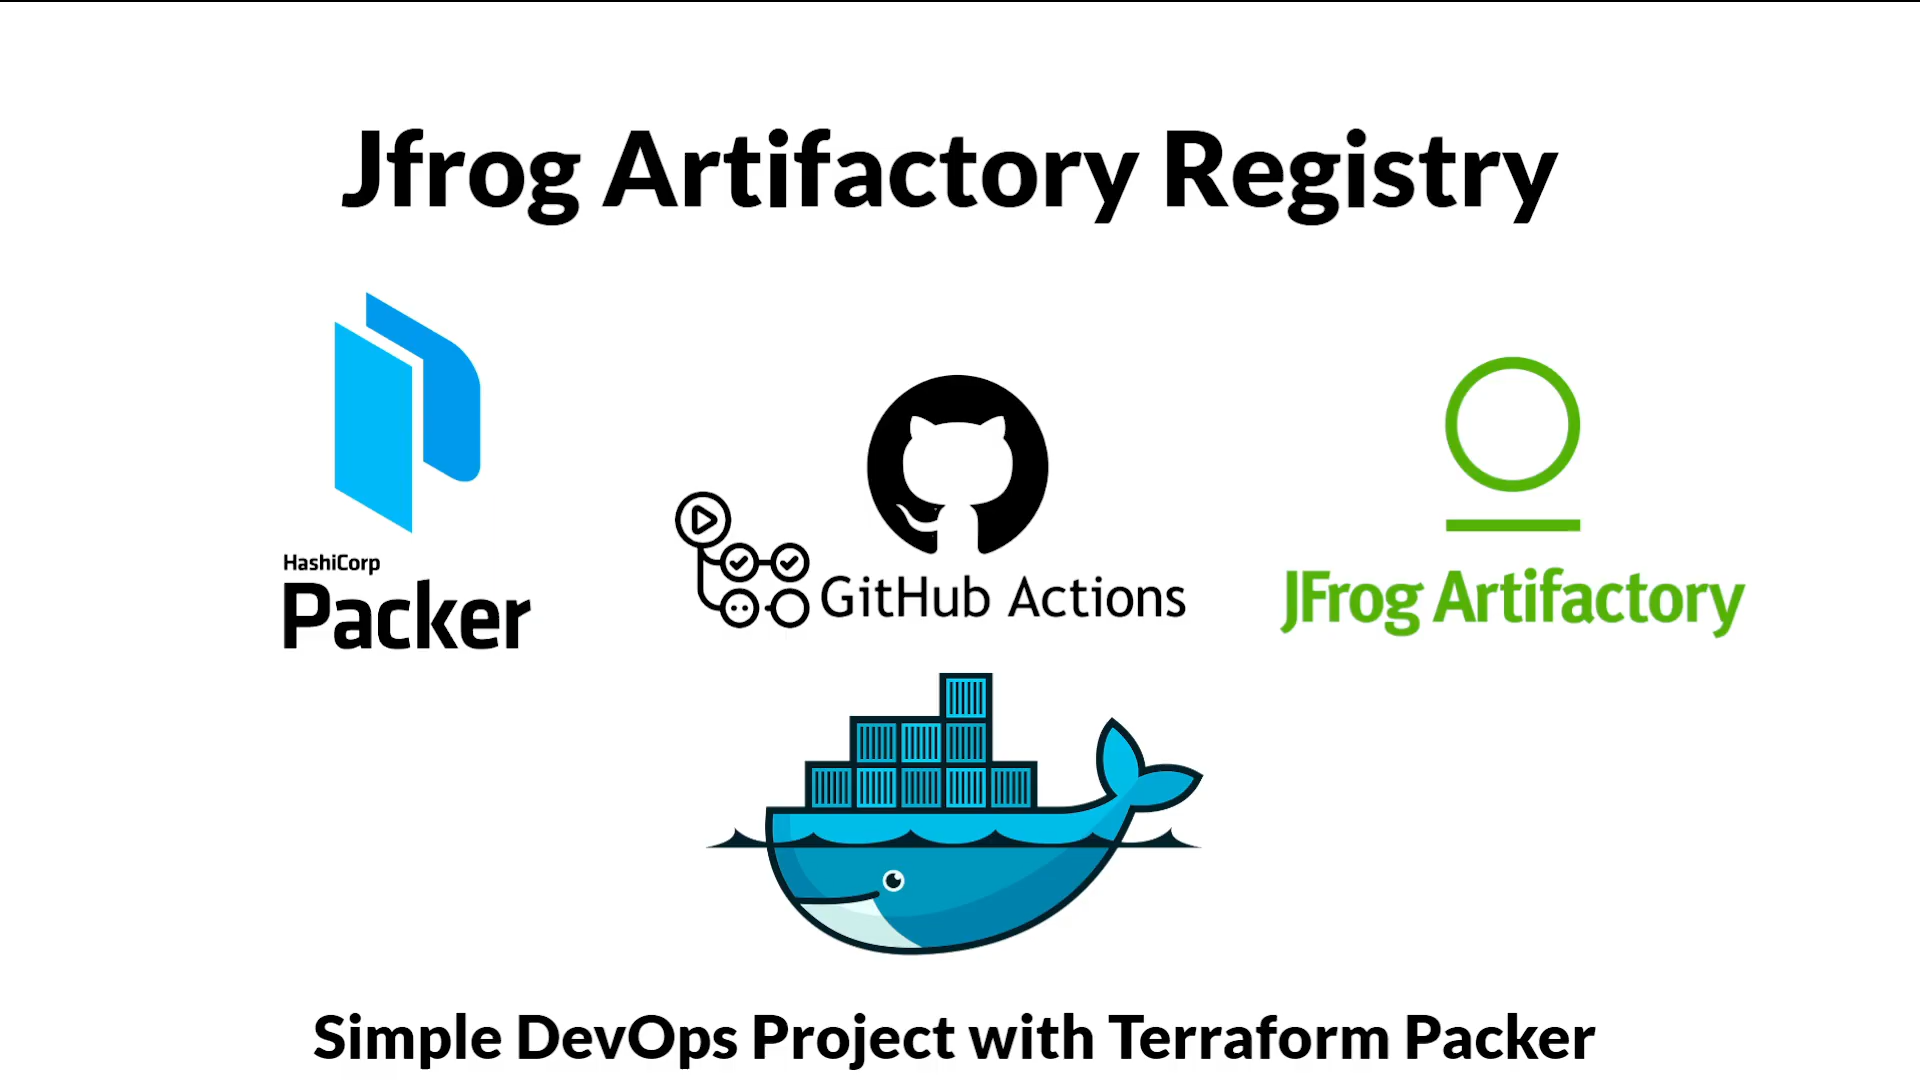 Jfrog Artifactory Registry
HashiCorp
Packer
GitHub Actions
JFrog Artifactory
Simple DevOps Project with Terraform Packer